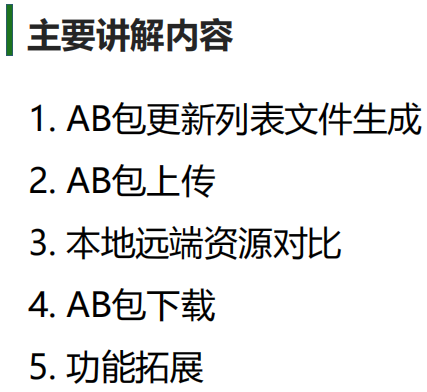 主要讲解内容
1. AB包更新列表文件生成
2. AB包上传
3. 本地远端资源对比
4. AB包下载
5. 功能拓展